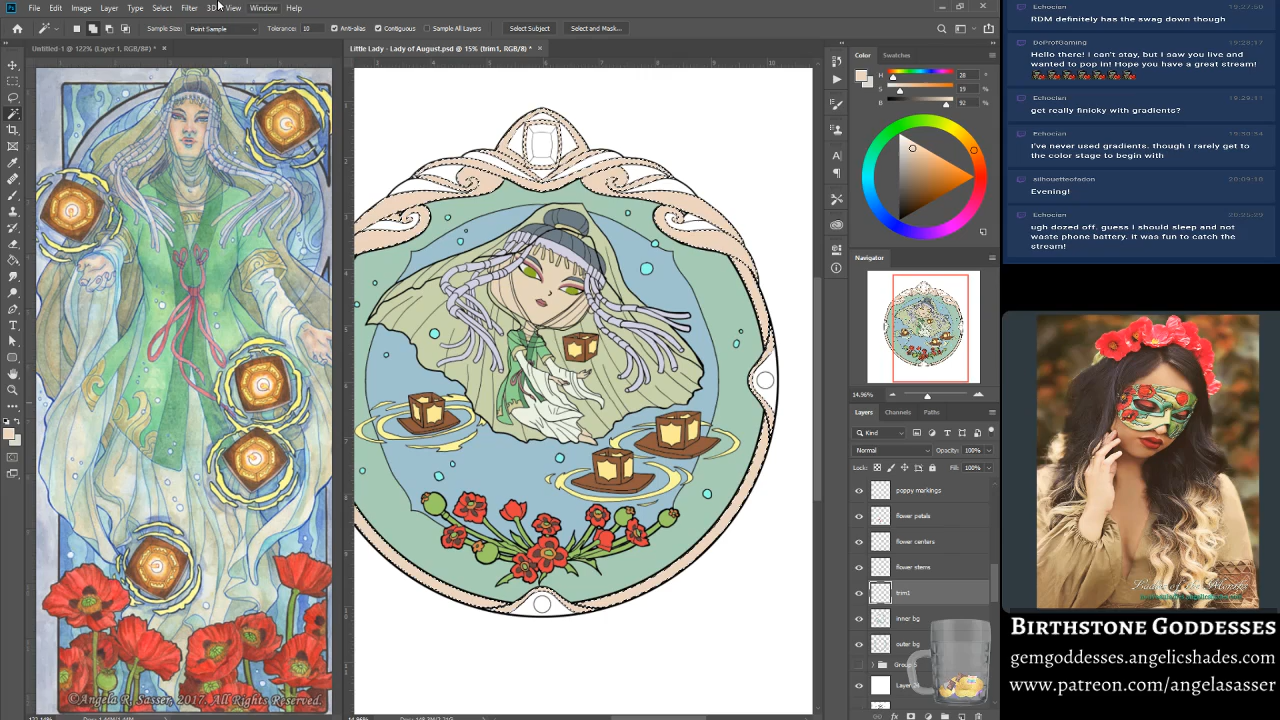 File Edit Image Layer Type Select Filter 3D View Window Help
Sample Size: Point Sample Tolerance: 10 Anti-alias Contiguous Sample All Layers Select Subject Select and Mask...
Untitled-1 @ 122% (Layer 1, RGB/8#) * ×
Little Lady - Lady of August.psd @ 15% (trim1, RGB/8) * ×
Color Swatches
H 28 °
S 19 %
B 92 %
Navigator
14.96%
Layers Channels Paths
Kind
Normal Opacity: 100%
Lock: Fill: 100%
poppy markings
flower petals
flower centers
flower stems
trim1
inner bg
outer bg
©Angela R. Sasser, 2017. All Rights Reserved.
RDM definitely has the swag down though
DoProfGaming
Hello there! I can't stay, but I saw you live and
wanted to pop in! Hope you have a great stream!
Echocian
get really finicky with gradients?
Echocian
I've never used gradients. though I rarely get to
the color stage to begin with
silhouetteofadon
Evening!
Echocian
ugh dozed off. guess I should sleep and not
waste phone battery. it was fun to catch the
stream!
Birthstone Goddesses
gemgoddesses.angelicshades.com
www.patreon.com/angelasasser